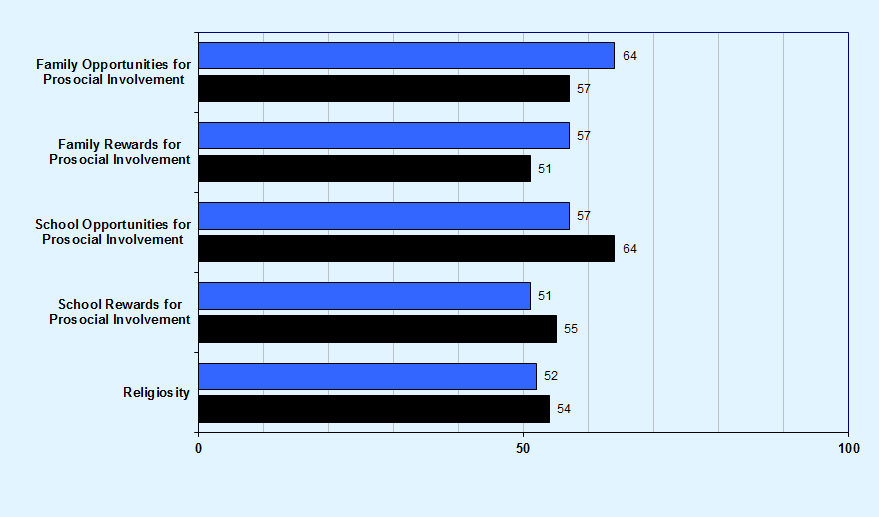 Family Opportunities for
Prosocial Involvement
64
57
Family Rewards for
Prosocial Involvement
57
51
School Opportunities for
Prosocial Involvement
57
64
School Rewards for
Prosocial Involvement
51
55
Religiosity
52
54
0 50 100